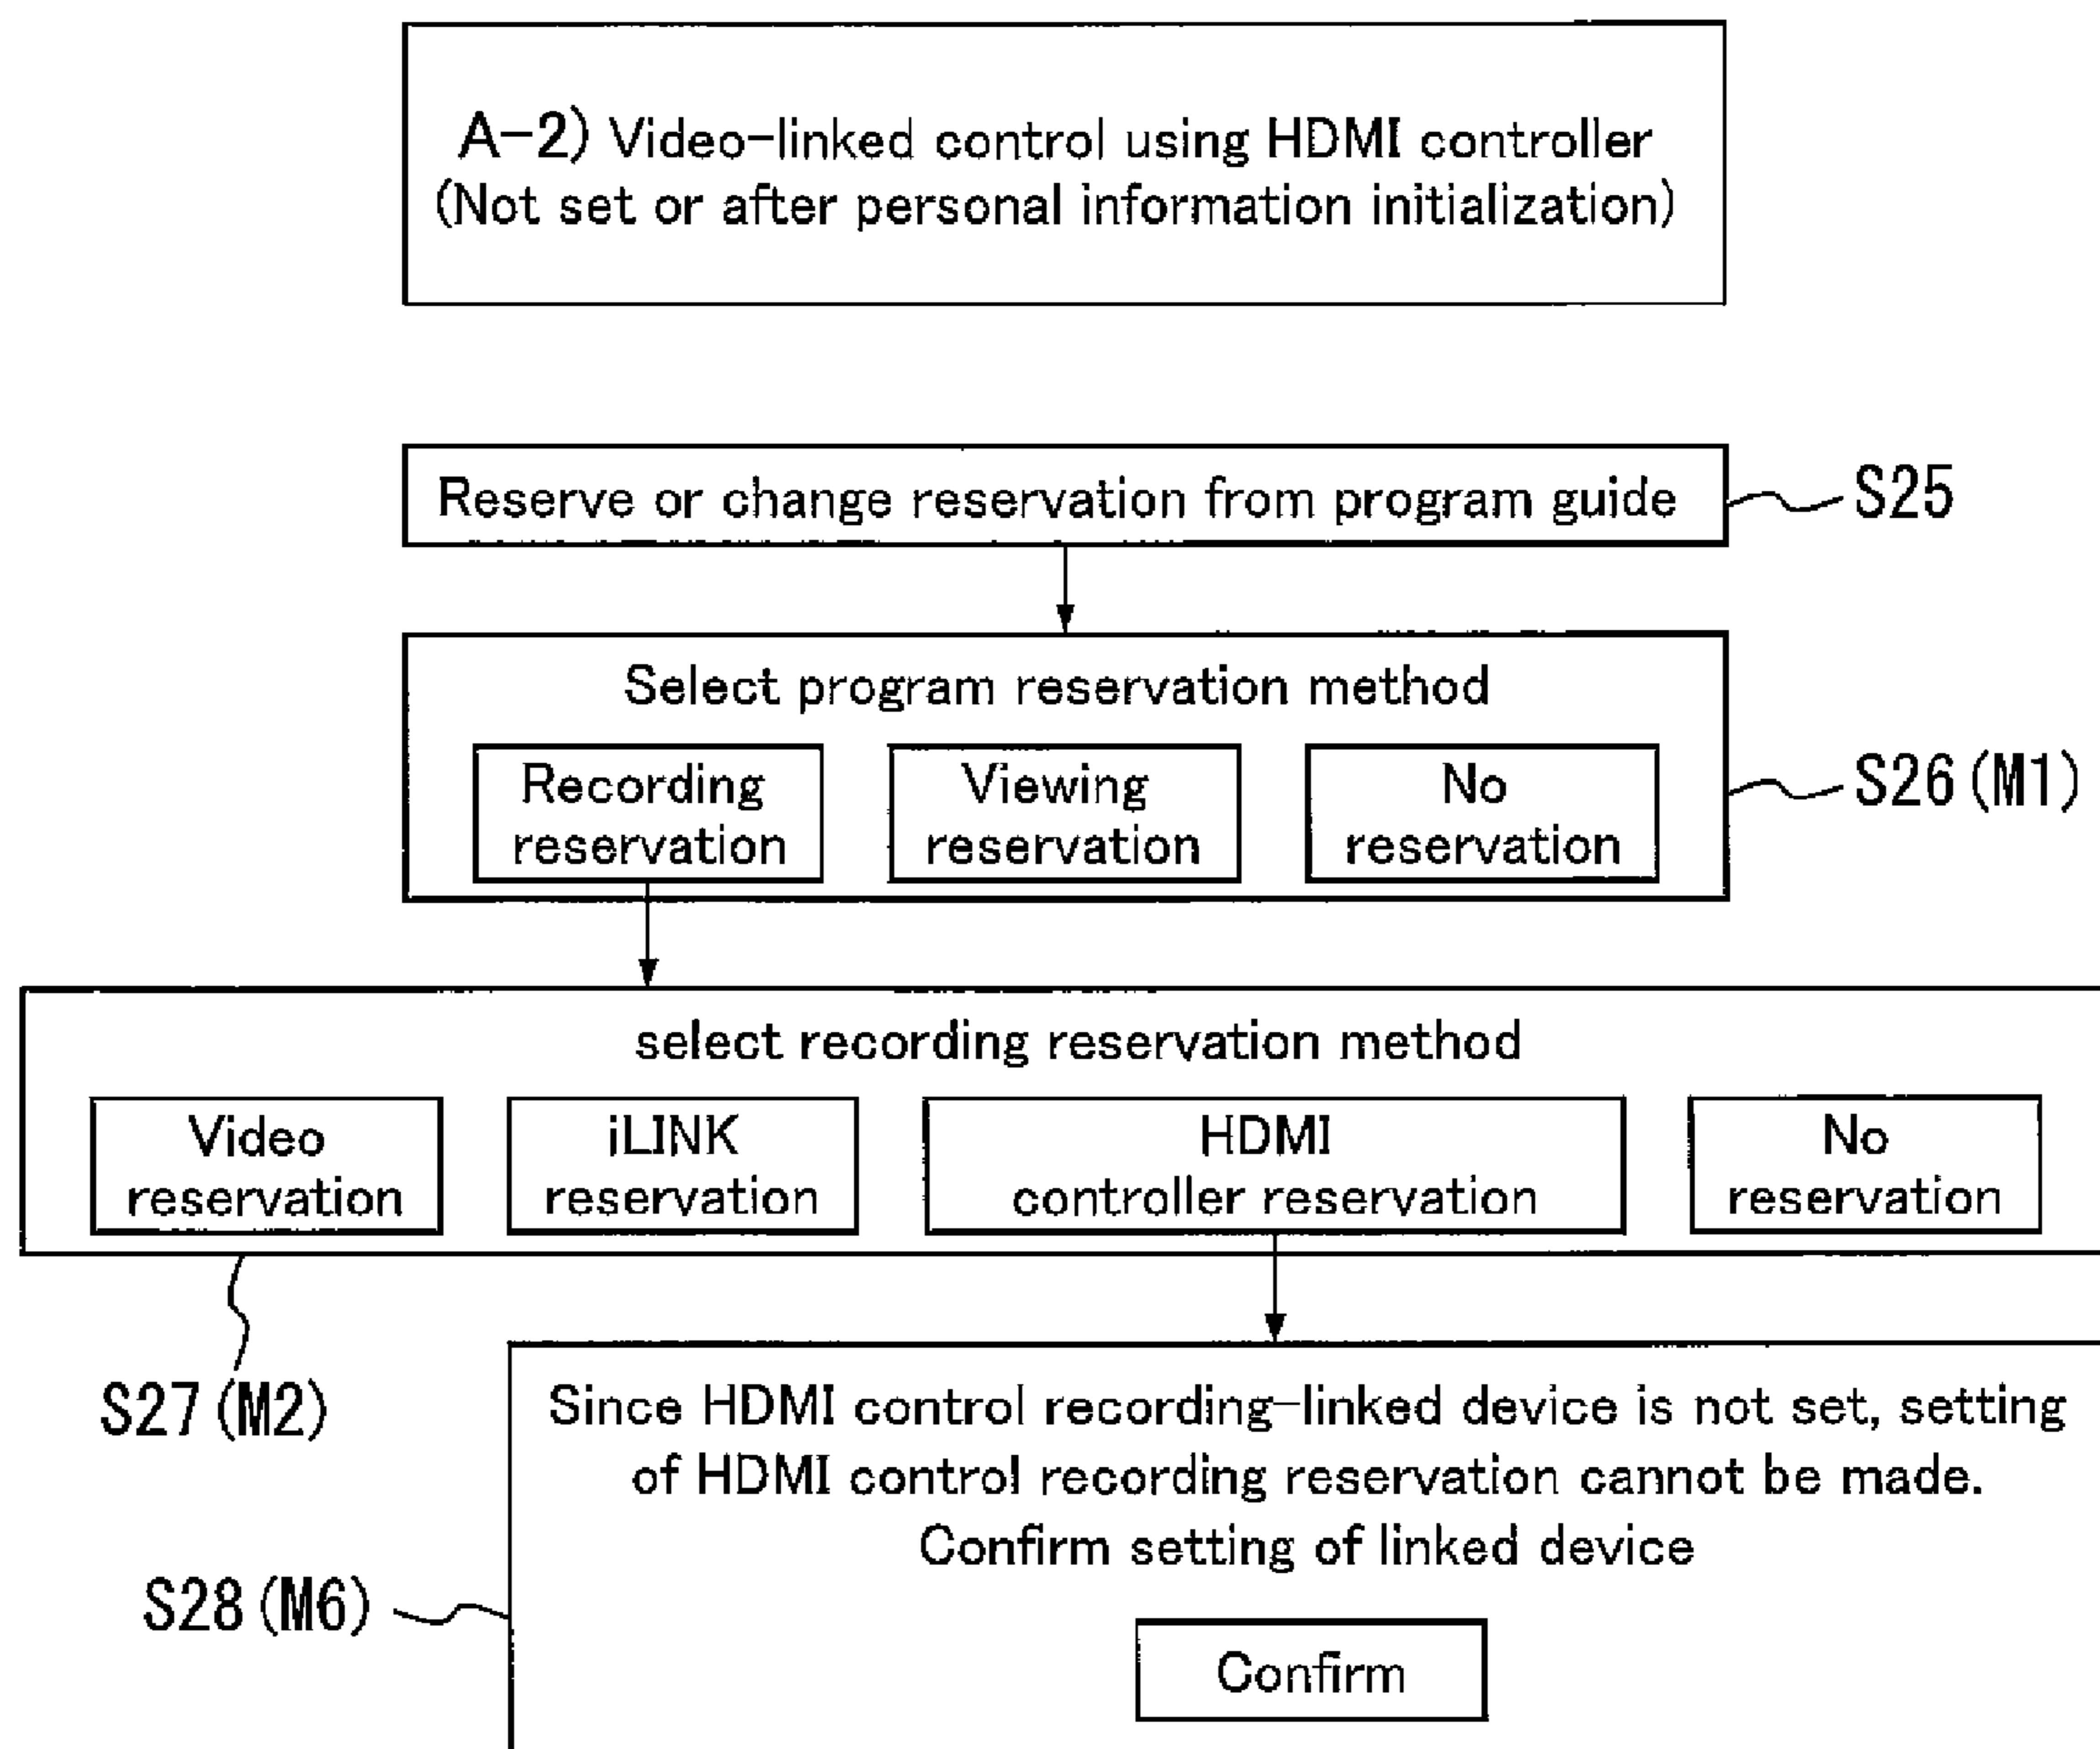 A-2) Video-linked control using HDMI controller
(Not set or after personal information initialization)
Reserve or change reservation from program guide
S25
Select program reservation method
Recording
reservation
Viewing
reservation
No
reservation
S26(M1)
select recording reservation method
Video
reservation
iLINK
reservation
HDMI
controller reservation
No
reservation
S27(M2)
Since HDMI control recording-linked device is not set, setting
of HDMI control recording reservation cannot be made.
Confirm setting of linked device
S28(M6)
Confirm